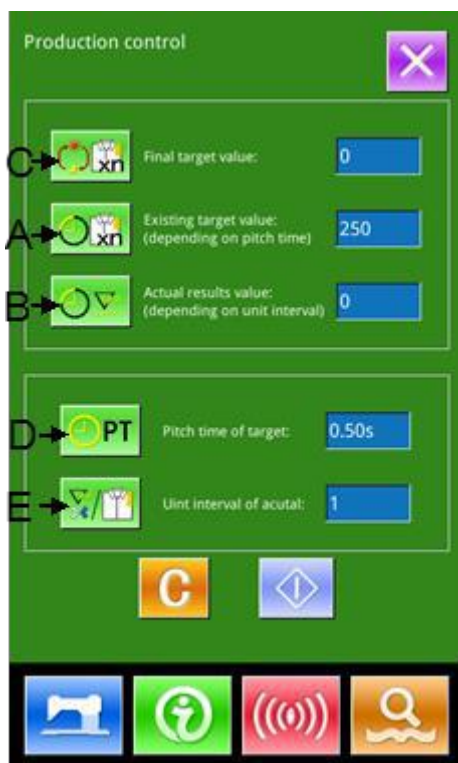 Production control
C xn Final target value: 0
A xn Existing target value: 250
(depending on pitch time)
B Actual results value: 0
(depending on unit interval)
D PT Pitch time of target: 0.50s
E Uint interval of acutal: 1
C